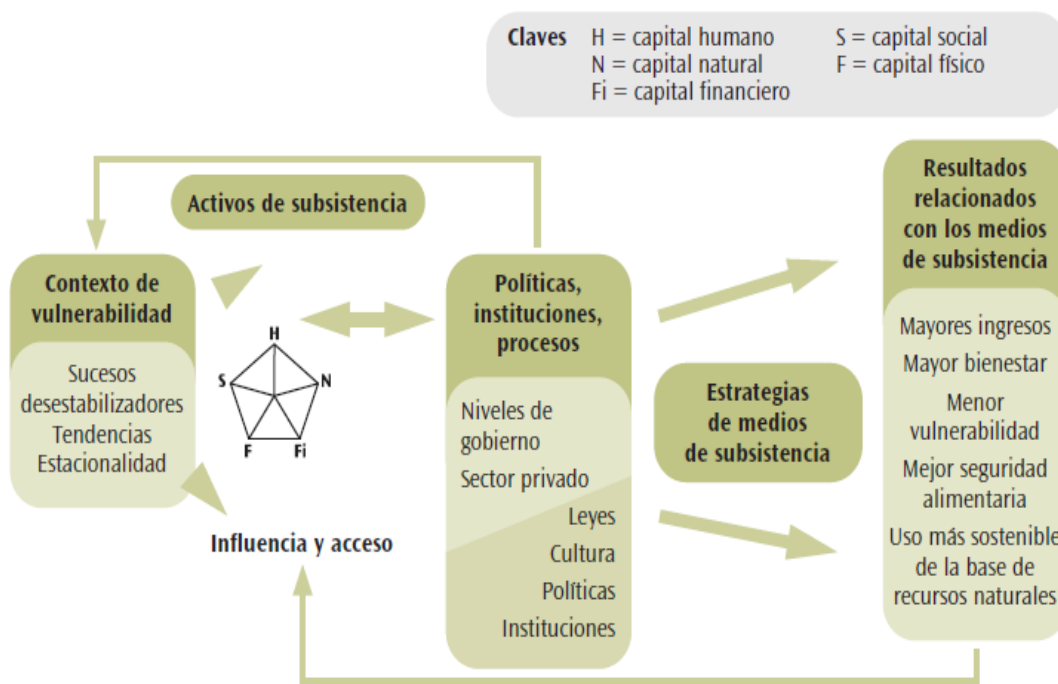 Claves H = capital humano S = capital social
N = capital natural F = capital físico
Fi = capital financiero
Activos de subsistencia
Contexto de
vulnerabilidad
Sucesos
desestabilizadores
Tendencias
Estacionalidad
H
S
N
F
Fi
Influencia y acceso
Políticas,
instituciones,
procesos
Niveles de
gobierno
Sector privado
Leyes
Cultura
Políticas
Instituciones
Estrategias
de medios
de subsistencia
Resultados
relacionados
con los medios
de subsistencia
Mayores ingresos
Mayor bienestar
Menor
vulnerabilidad
Mejor seguridad
alimentaria
Uso más sostenible
de la base de
recursos naturales